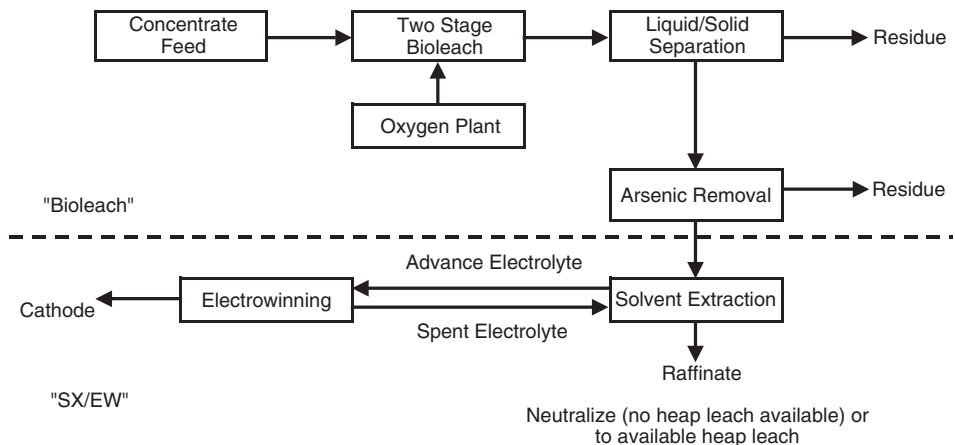 Concentrate
Feed
Two Stage
Bioleach
Liquid/Solid
Separation
Residue
Oxygen Plant
Arsenic Removal
Residue
"Bioleach"
Advance Electrolyte
Cathode
Electrowinning
Solvent Extraction
Spent Electrolyte
Raffinate
"SX/EW"
Neutralize (no heap leach available) or
to available heap leach